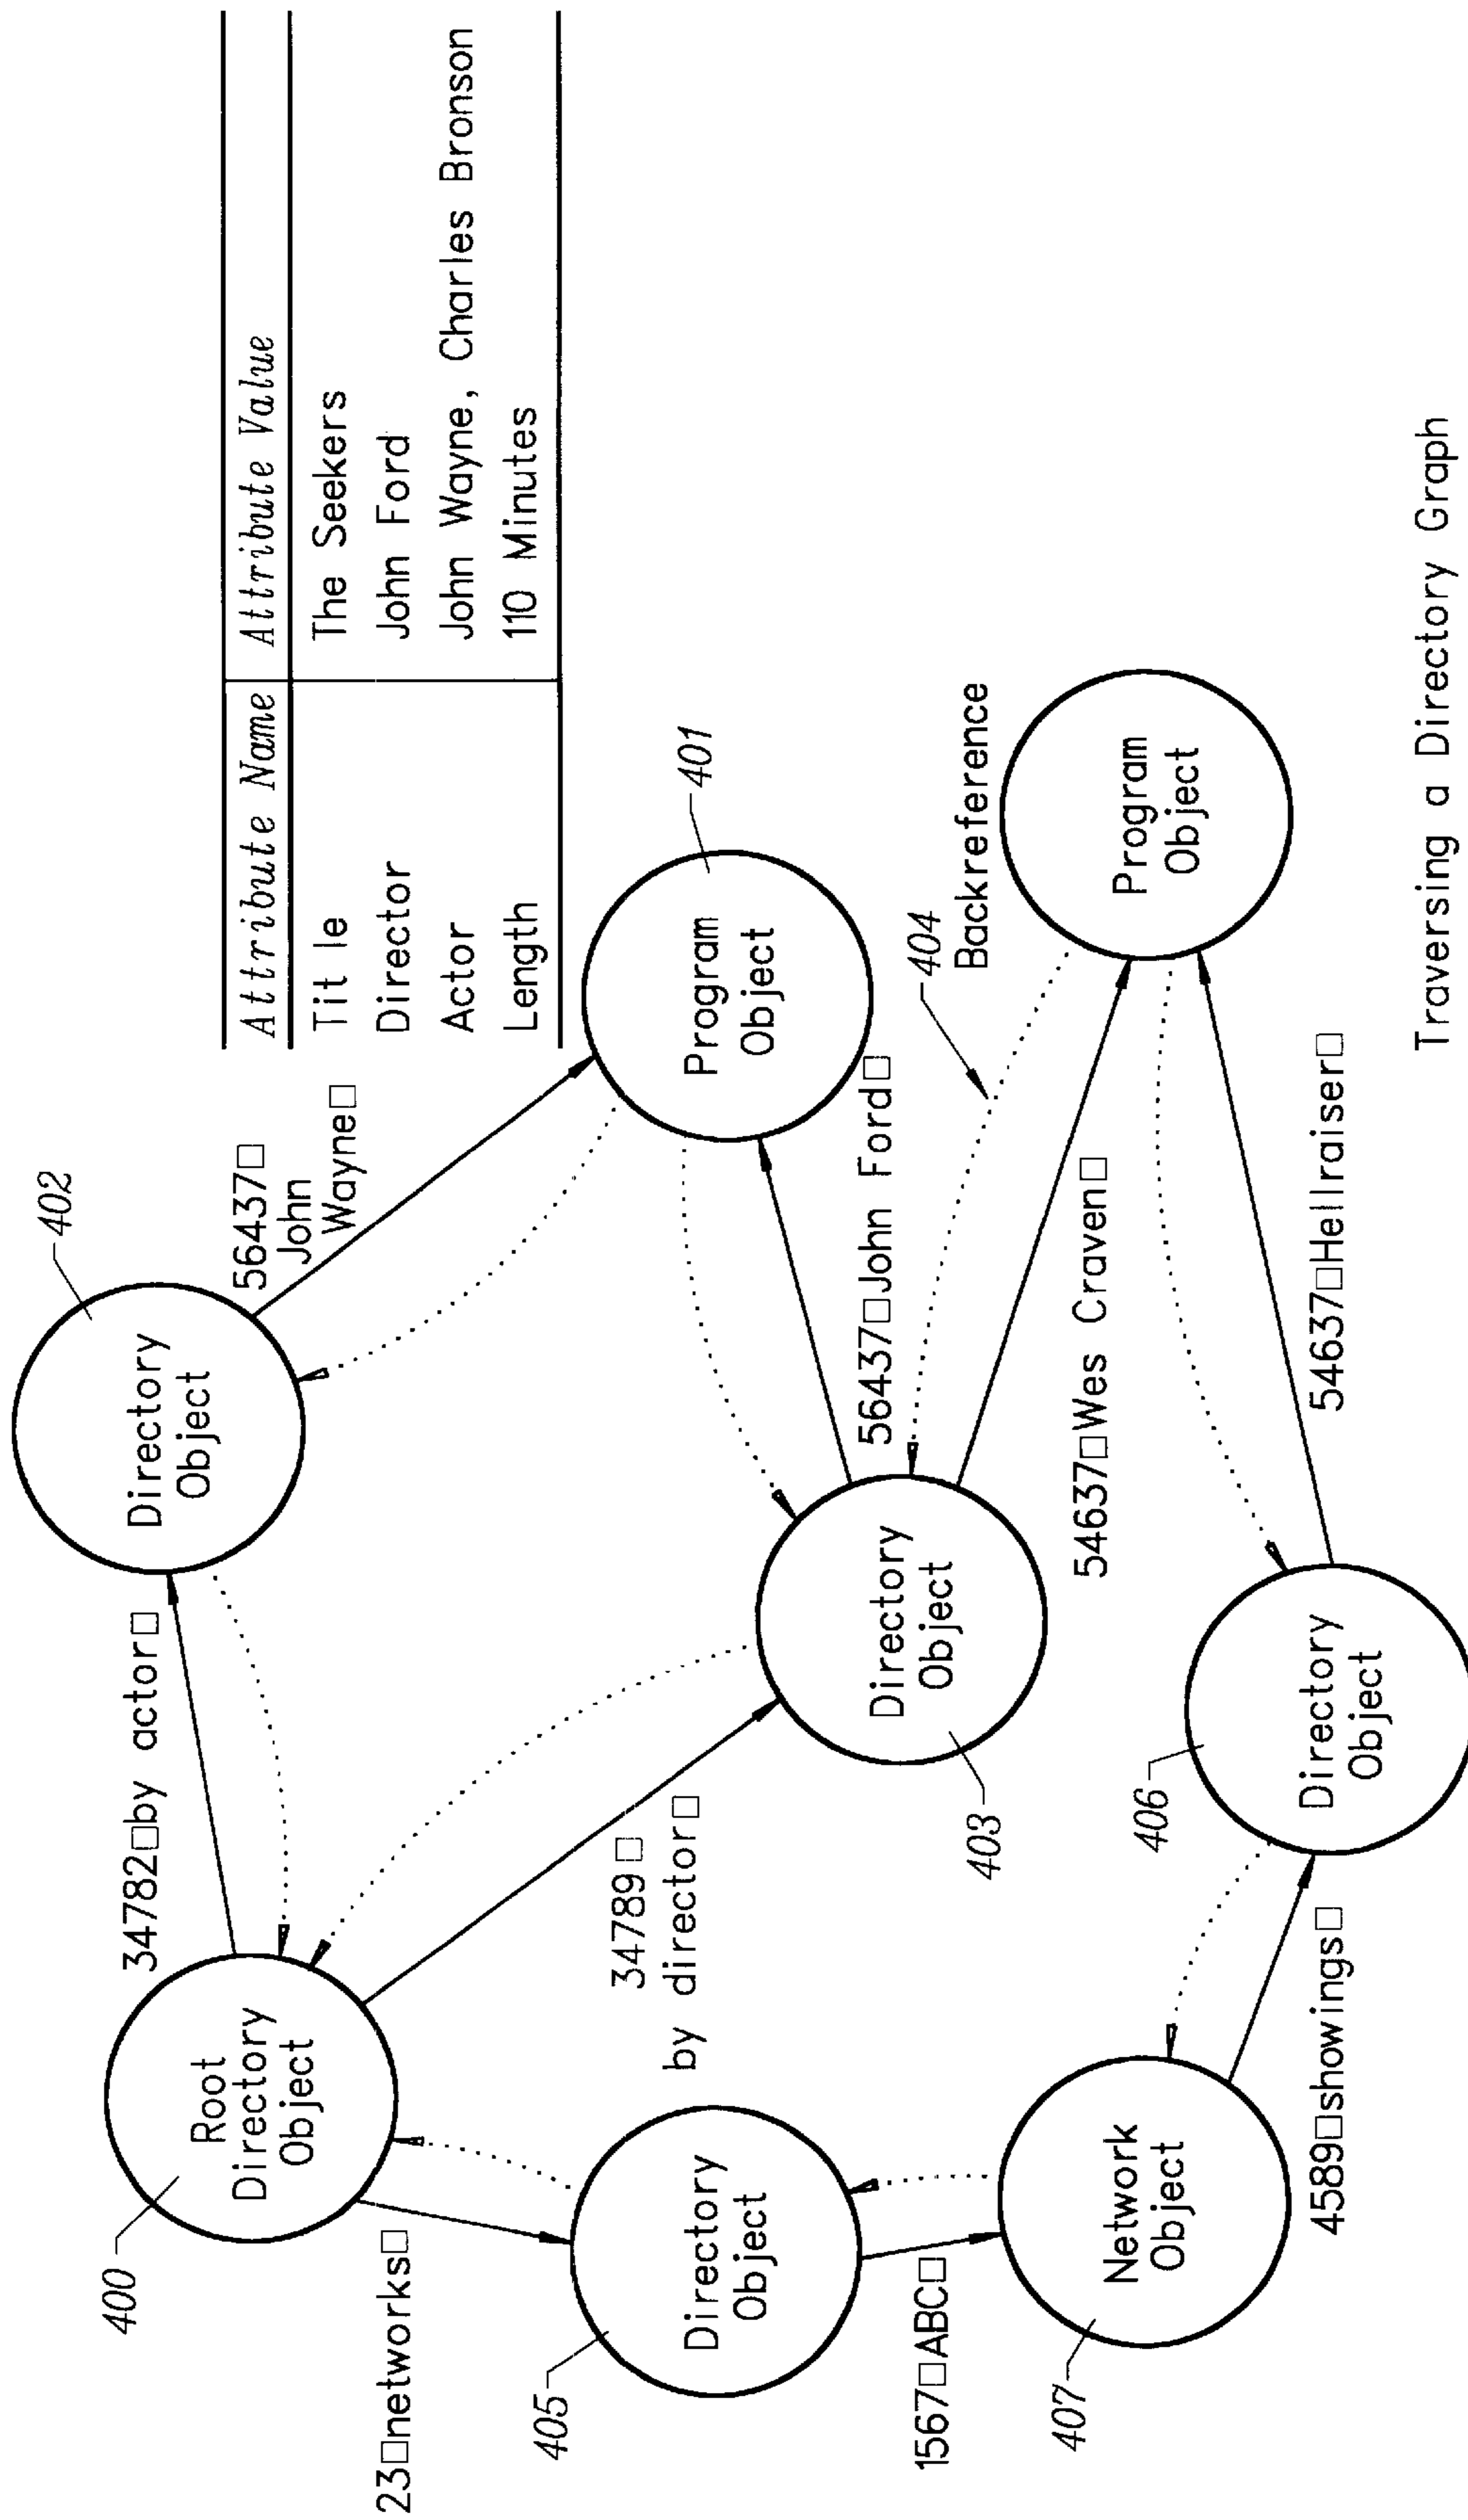 Attribute Name Attribute Value
Title The Seekers
Director John Ford
Actor John Wayne, Charles Bronson
Length 110 Minutes
402
Directory
Object
34782□by actor□
56437□
John
Wayne□
400
Root
Directory
Object
401
Program
Object
23□networks□
34789□
by director□
56437□John Ford□
404
Backreference
405
Directory
Object
403
Directory
Object
54637□Wes Craven□
Program
Object
1567□ABC□
407
Network
Object
406
Directory
Object
4589□showings□
54637□Hellraiser□
Traversing a Directory Graph